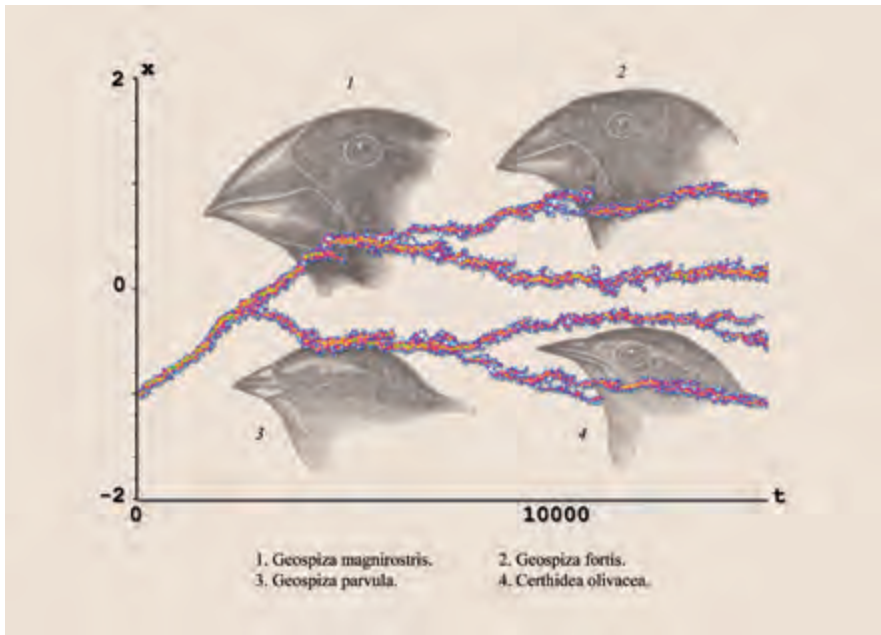 2 x
1
2
0
3
4
-2
t
0
10000
1. Geospiza magnirostris. 2. Geospiza fortis.
3. Geospiza parvula. 4. Certhidea olivacea.